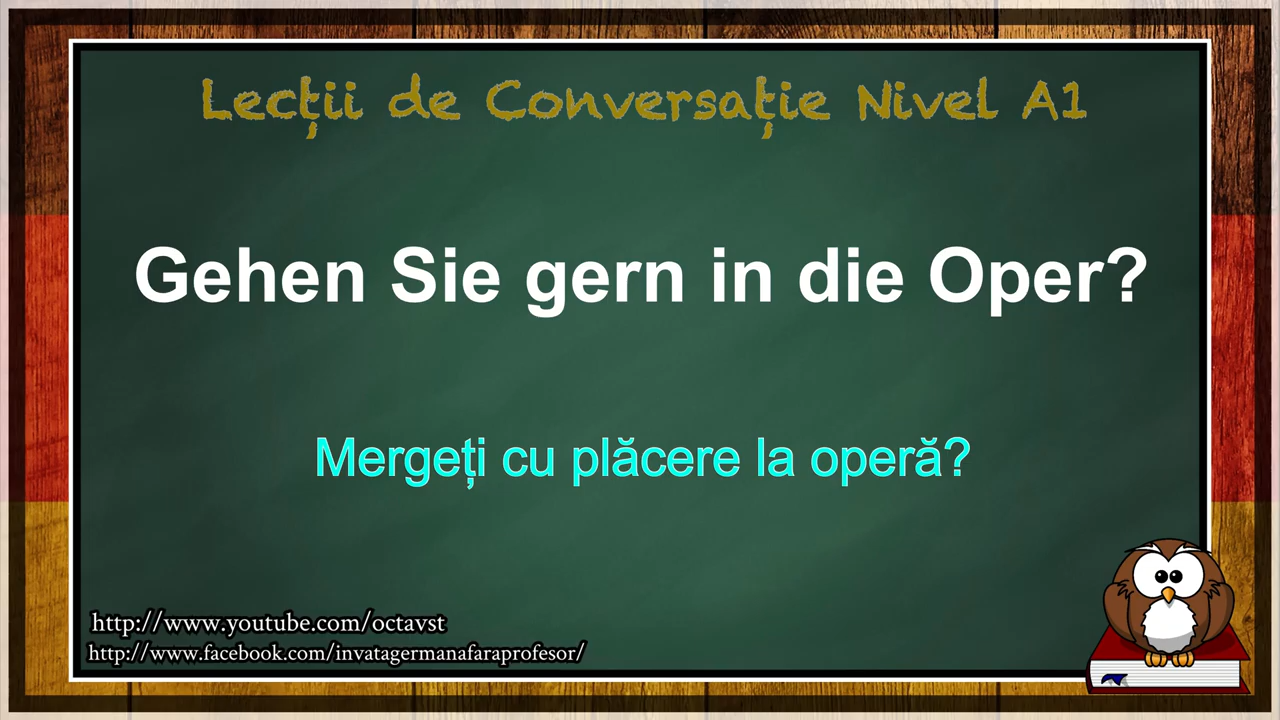 Lecții de Conversație Nivel A1
Gehen Sie gern in die Oper?
Mergeți cu plăcere la operă?
http://www.youtube.com/octavst
http://www.facebook.com/invatagermanafaraprofesor/